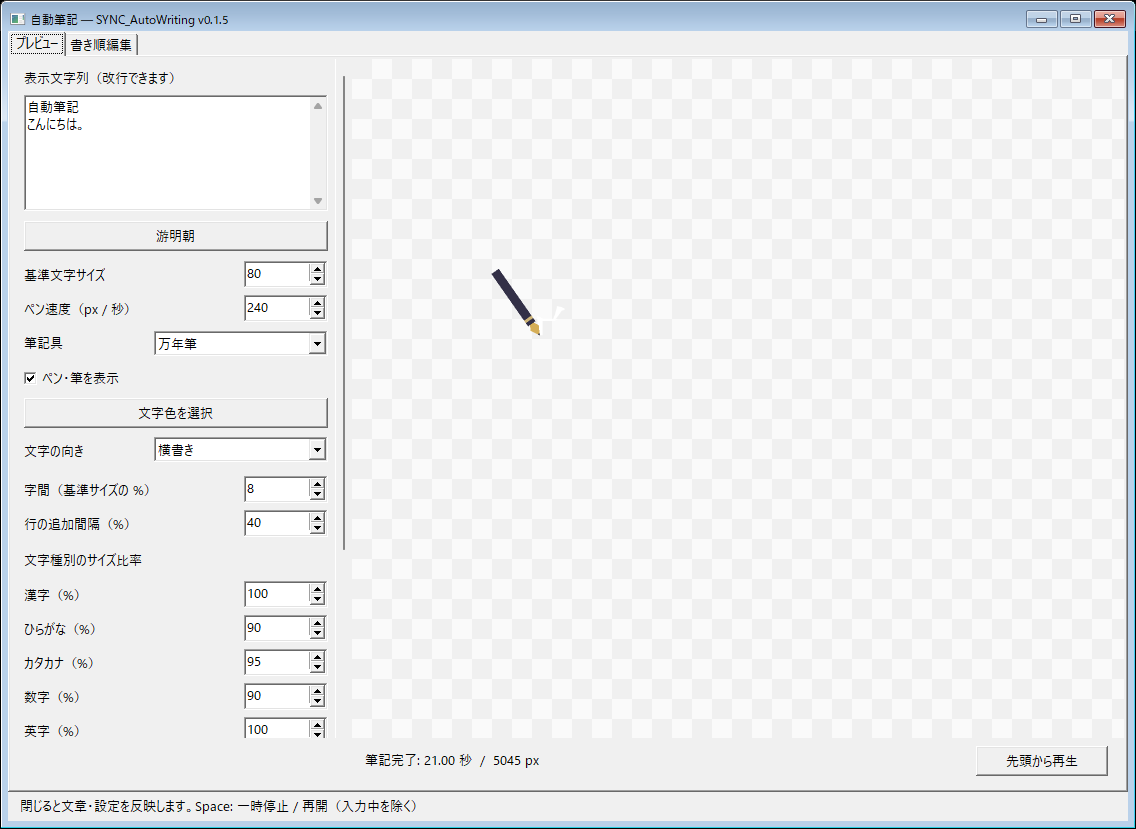 自動筆記 — SYNC_AutoWriting v0.1.5
プレビュー 書き順編集
表示文字列（改行できます）
自動筆記
こんにちは。
游明朝
基準文字サイズ 80
ペン速度（px / 秒） 240
筆記具 万年筆
ペン・筆を表示
文字色を選択
文字の向き 横書き
字間（基準サイズの %） 8
行の追加間隔（%） 40
文字種別のサイズ比率
漢字（%） 100
ひらがな（%） 90
カタカナ（%） 95
数字（%） 90
英字（%） 100
筆記完了: 21.00 秒 / 5045 px 先頭から再生
閉じると文章・設定を反映します。Space: 一時停止 / 再開（入力中を除く）